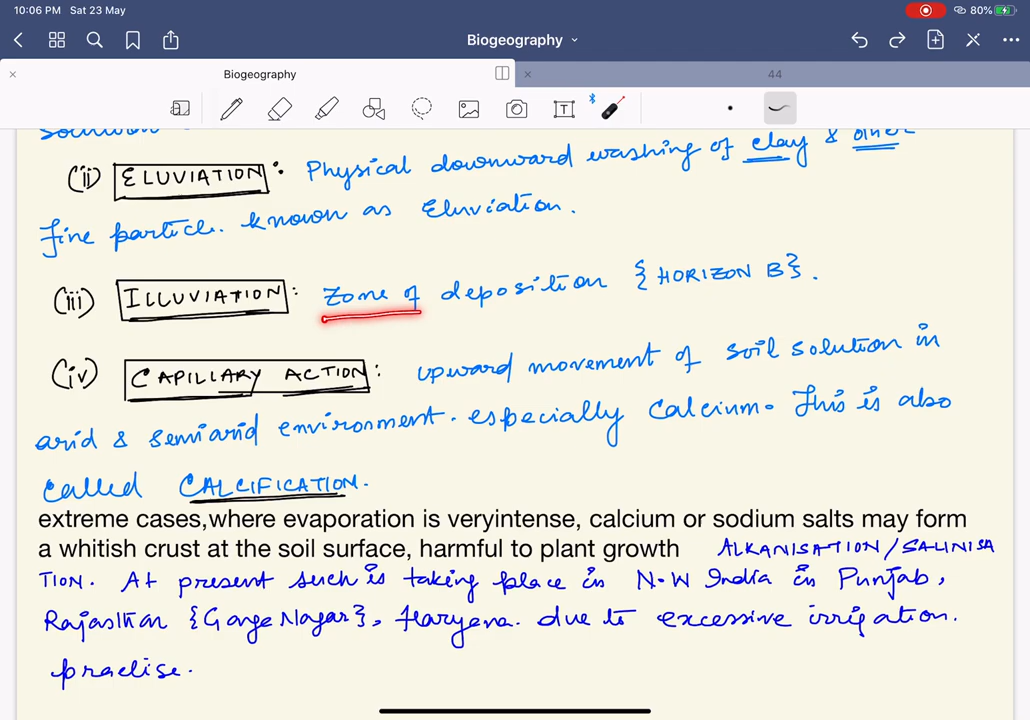 10:06 PM Sat 23 May 80%
Biogeography
Biogeography 44
(ii) ELUVIATION : Physical downward washing of clay & other
fine particle. known as Eluviation.
(iii) ILLUVIATION : Zone of deposition {HORIZON B}.
(iv) CAPILLARY ACTION : upward movement of soil solution in
arid & semiarid environment. especially calcium. This is also
called CALCIFICATION.
extreme cases,where evaporation is veryintense, calcium or sodium salts may form
a whitish crust at the soil surface, harmful to plant growth ALKANISATION/SALINISA
TION. At present such is taking place in N.W India in Punjab,
Rajasthan {Gange Nagar}, Haryana. due to excessive irrigation.
practise.